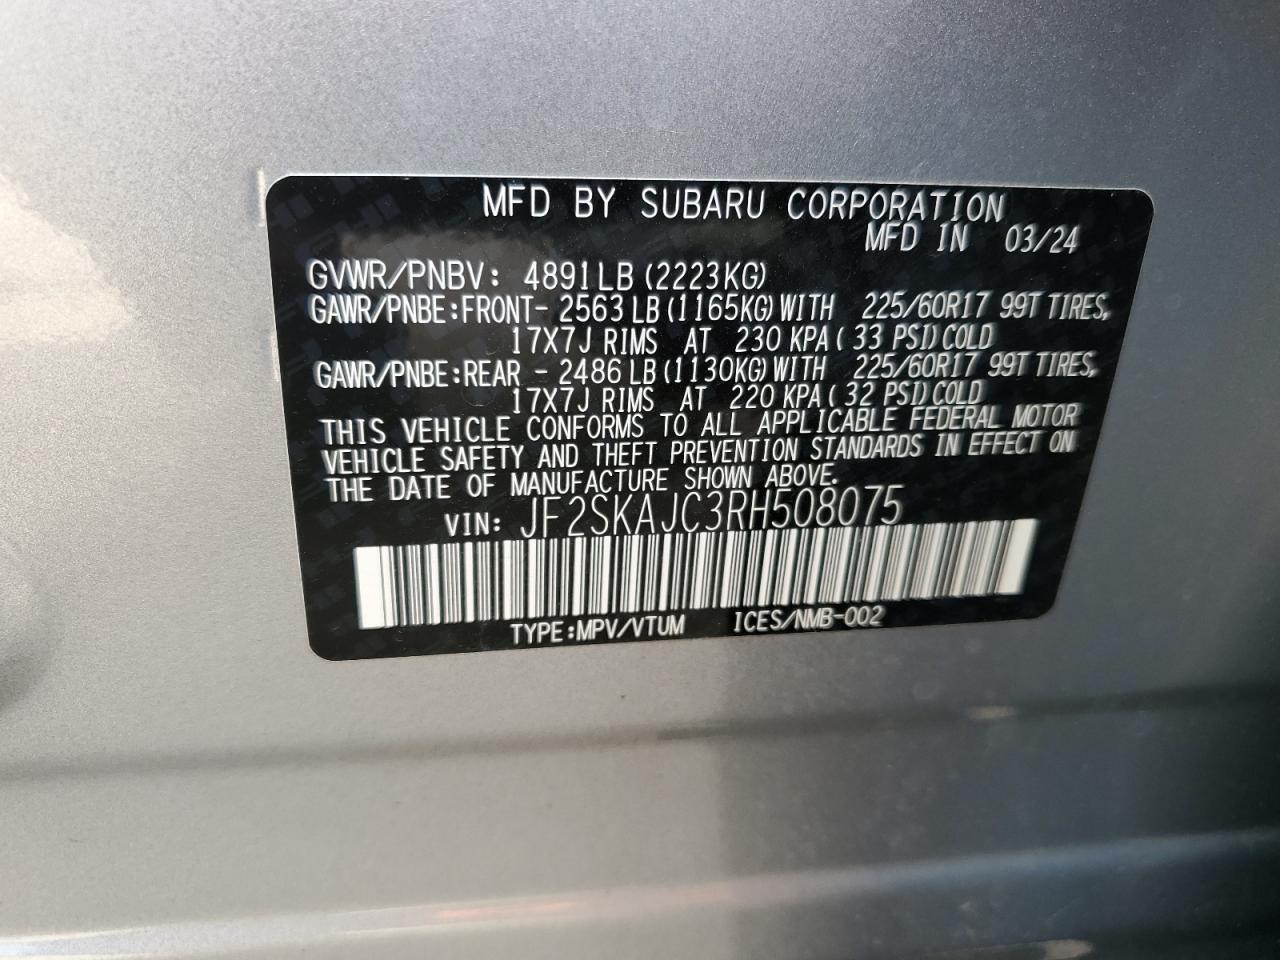 MFD BY SUBARU CORPORATION
MFD IN 03/24
GVWR/PNBV: 4891LB (2223KG)
GAWR/PNBE:FRONT- 2563 LB (1165KG) WITH 225/60R17 99T TIRES,
17X7J RIMS AT 230 KPA ( 33 PSI) COLD
GAWR/PNBE:REAR - 2486 LB (1130KG) WITH 225/60R17 99T TIRES,
17X7J RIMS AT 220 KPA ( 32 PSI) COLD
THIS VEHICLE CONFORMS TO ALL APPLICABLE FEDERAL MOTOR
VEHICLE SAFETY AND THEFT PREVENTION STANDARDS IN EFFECT ON
THE DATE OF MANUFACTURE SHOWN ABOVE.
VIN: JF2SKAJC3RH508075
TYPE:MPV/VTUM ICES/NMB-002